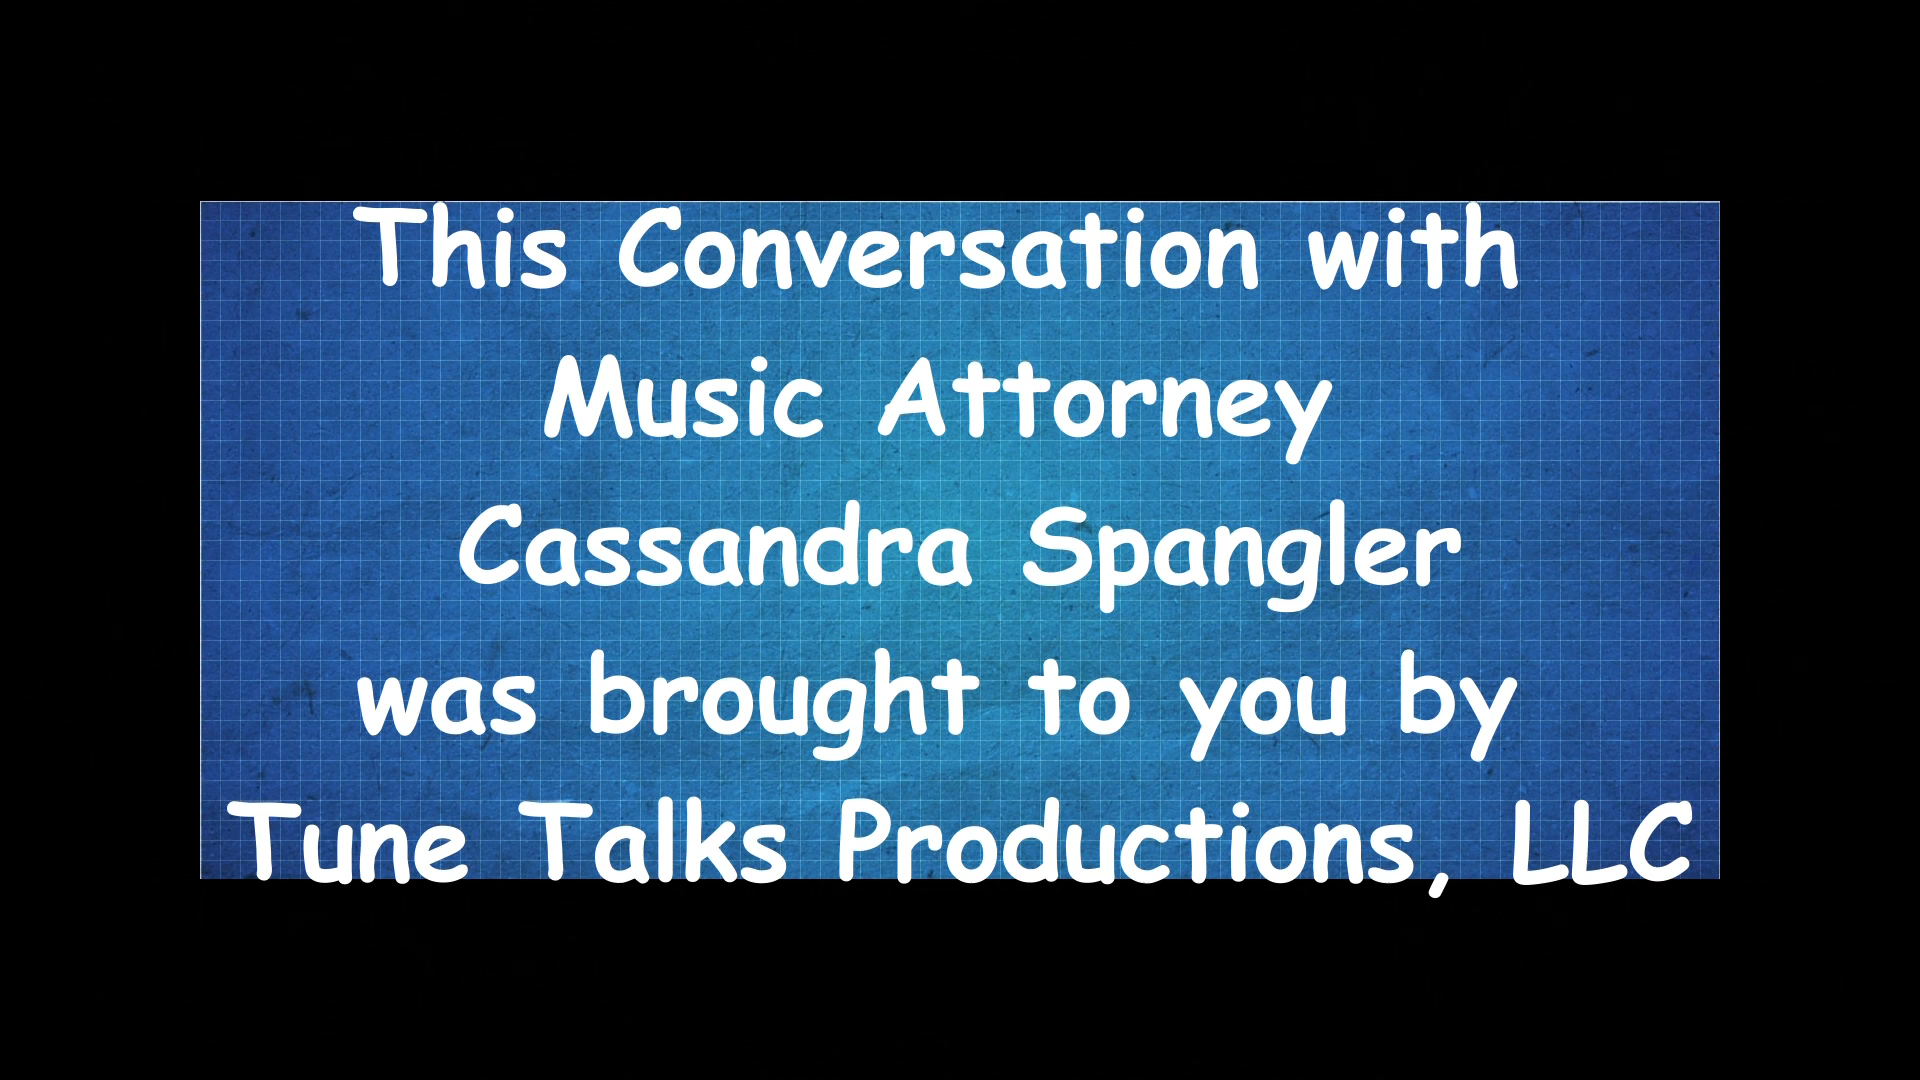 This Conversation with
Music Attorney
Cassandra Spangler
was brought to you by
Tune Talks Productions, LLC